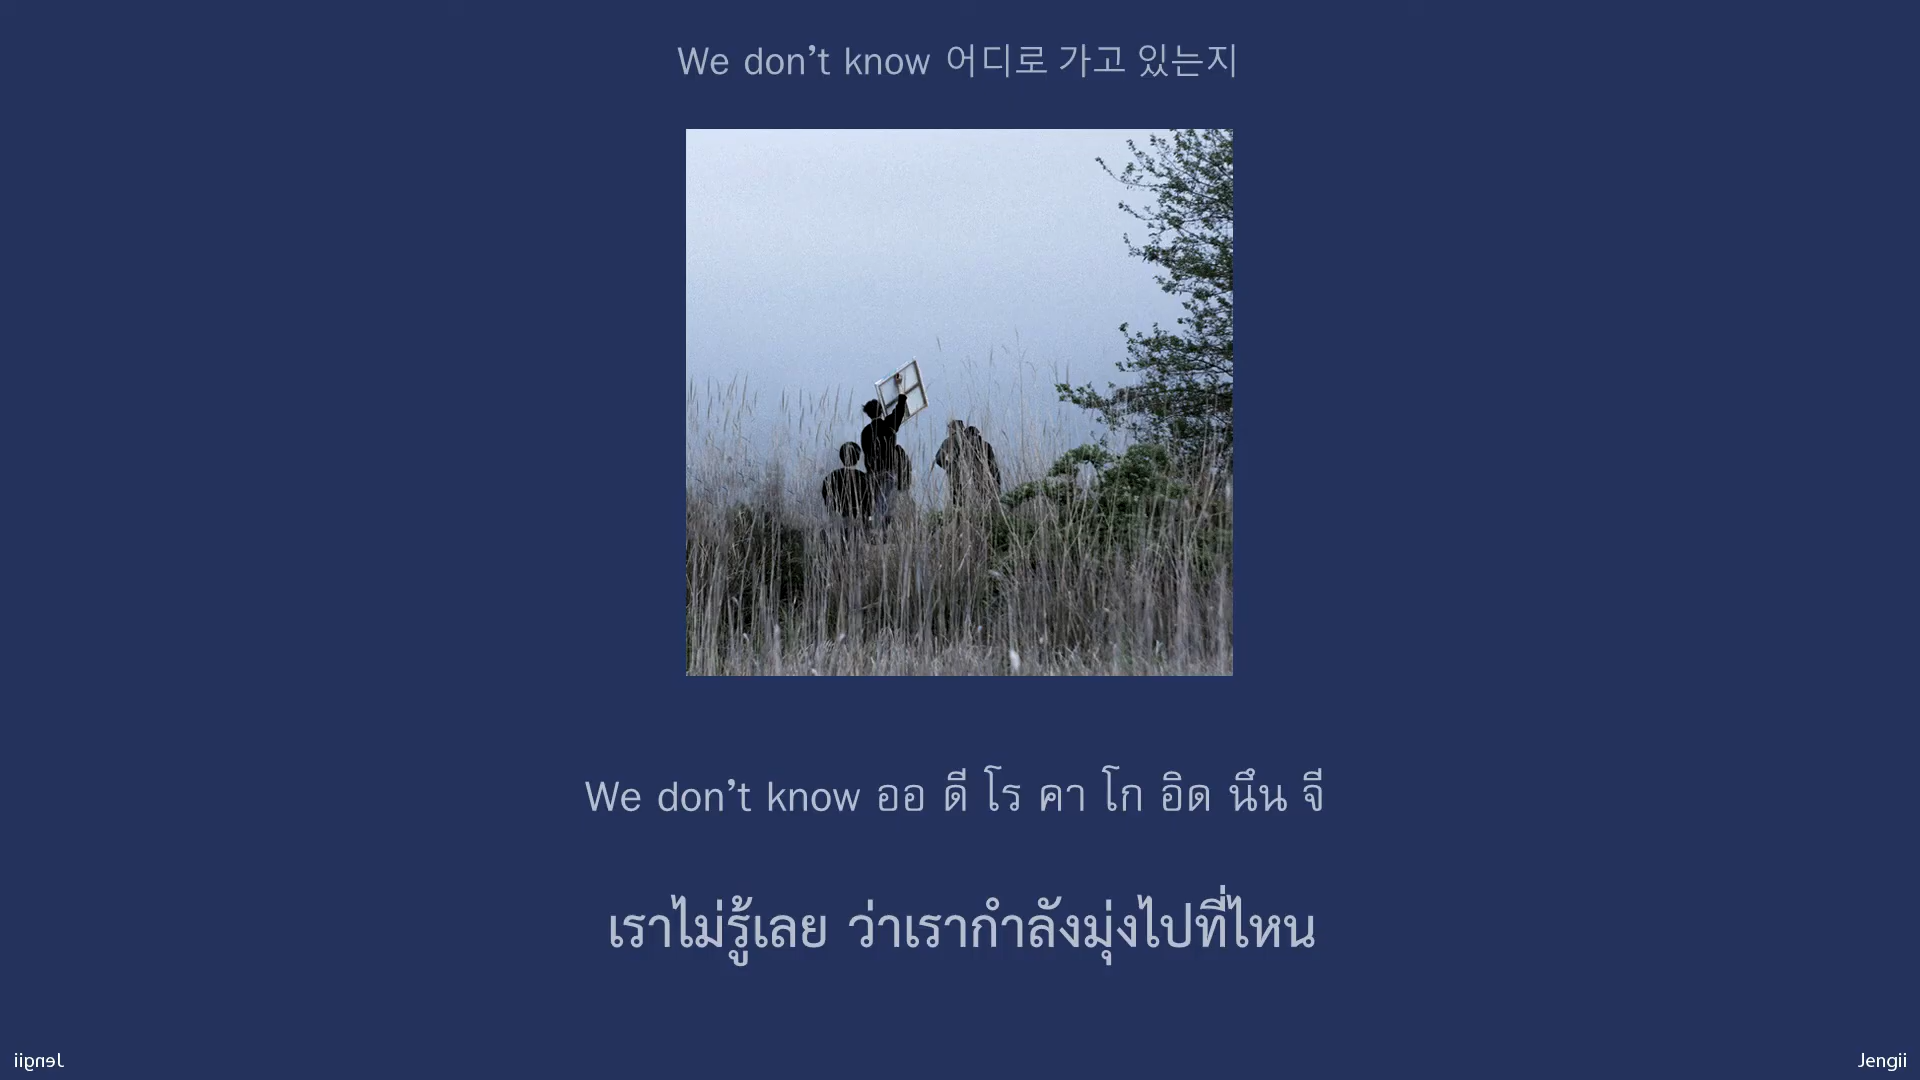 We don't know 어디로 가고 있는지
We don't know ออ ดี โร คา โก อิด นึน จี
เราไม่รู้เลย ว่าเรากำลังมุ่งไปที่ไหน
Jengii
Jengii